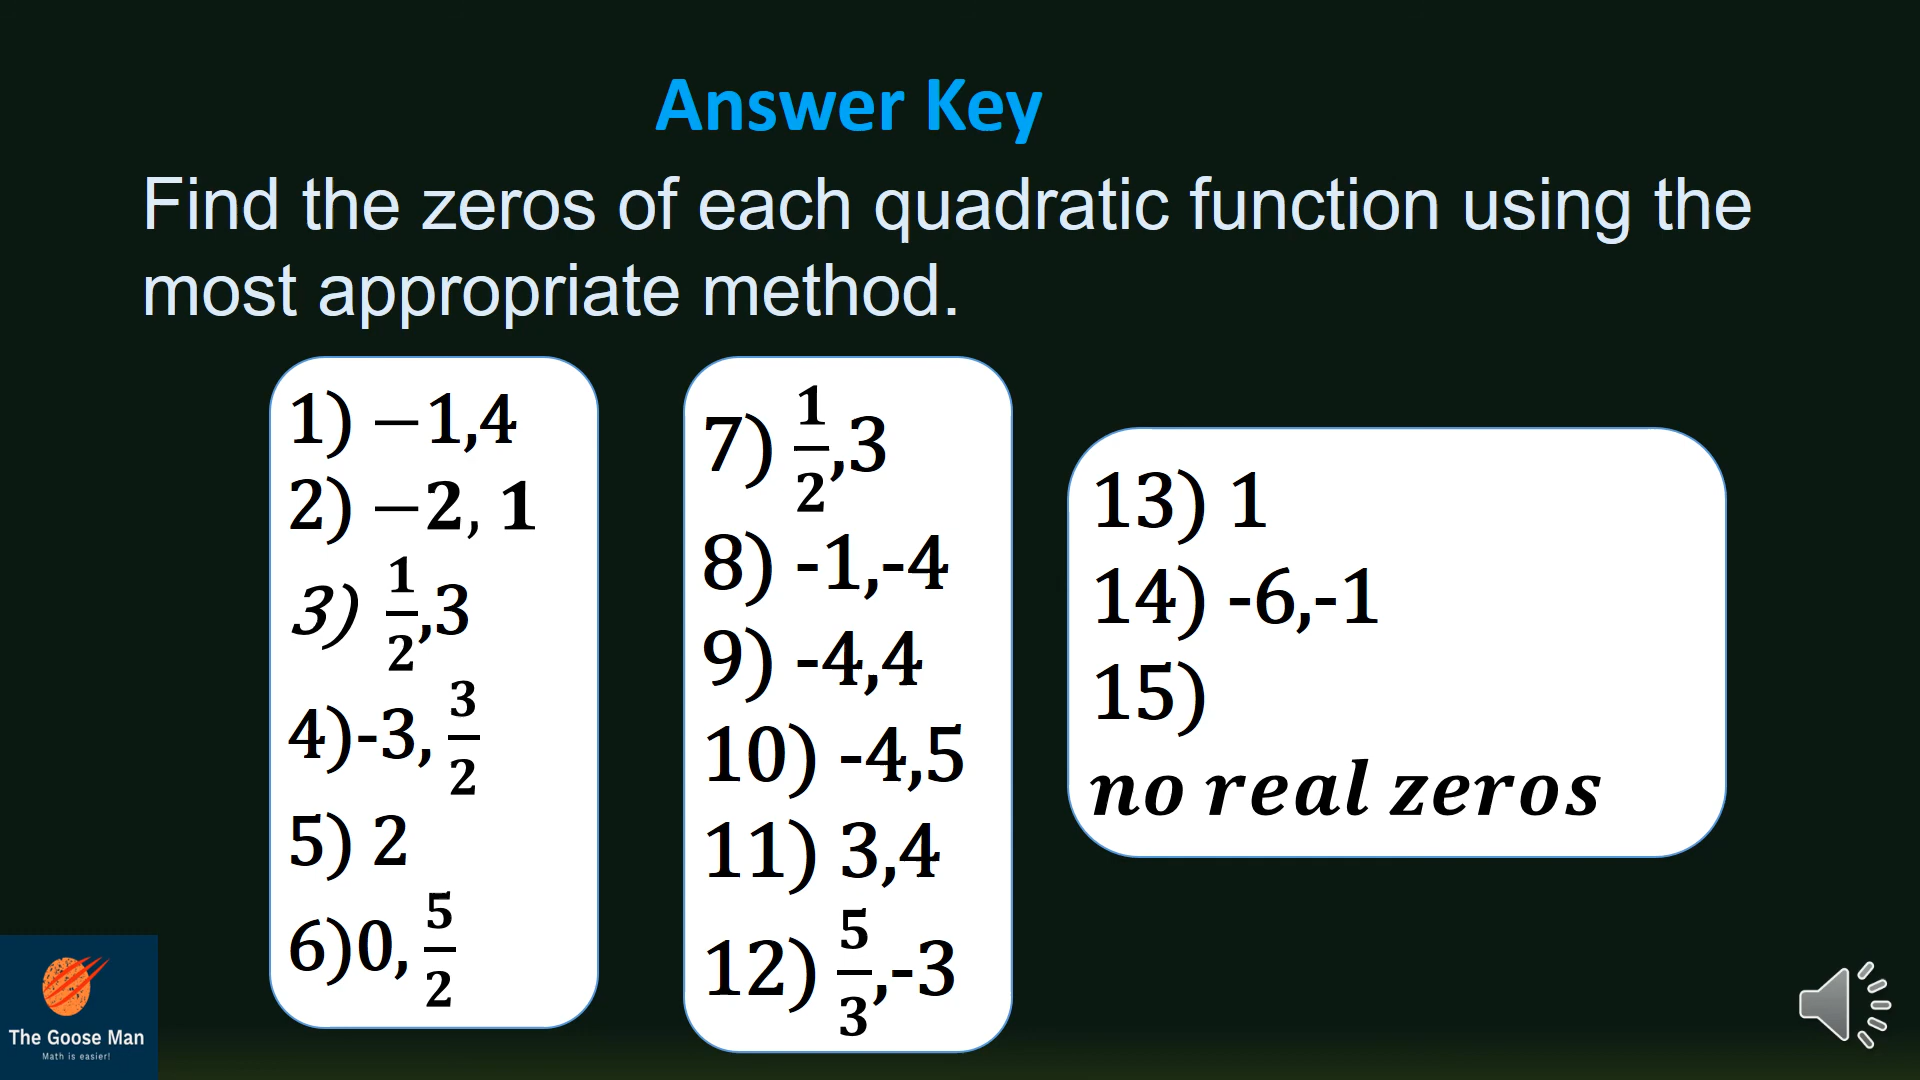 Answer Key
Find the zeros of each quadratic function using the
most appropriate method.
1) −1,4
2) −2, 1
3) 1/2,3
4)-3, 3/2
5) 2
6)0, 5/2
7) 1/2,3
8) -1,-4
9) -4,4
10) -4,5
11) 3,4
12) 5/3,-3
13) 1
14) -6,-1
15)
no real zeros
The Goose Man
Math is easier!